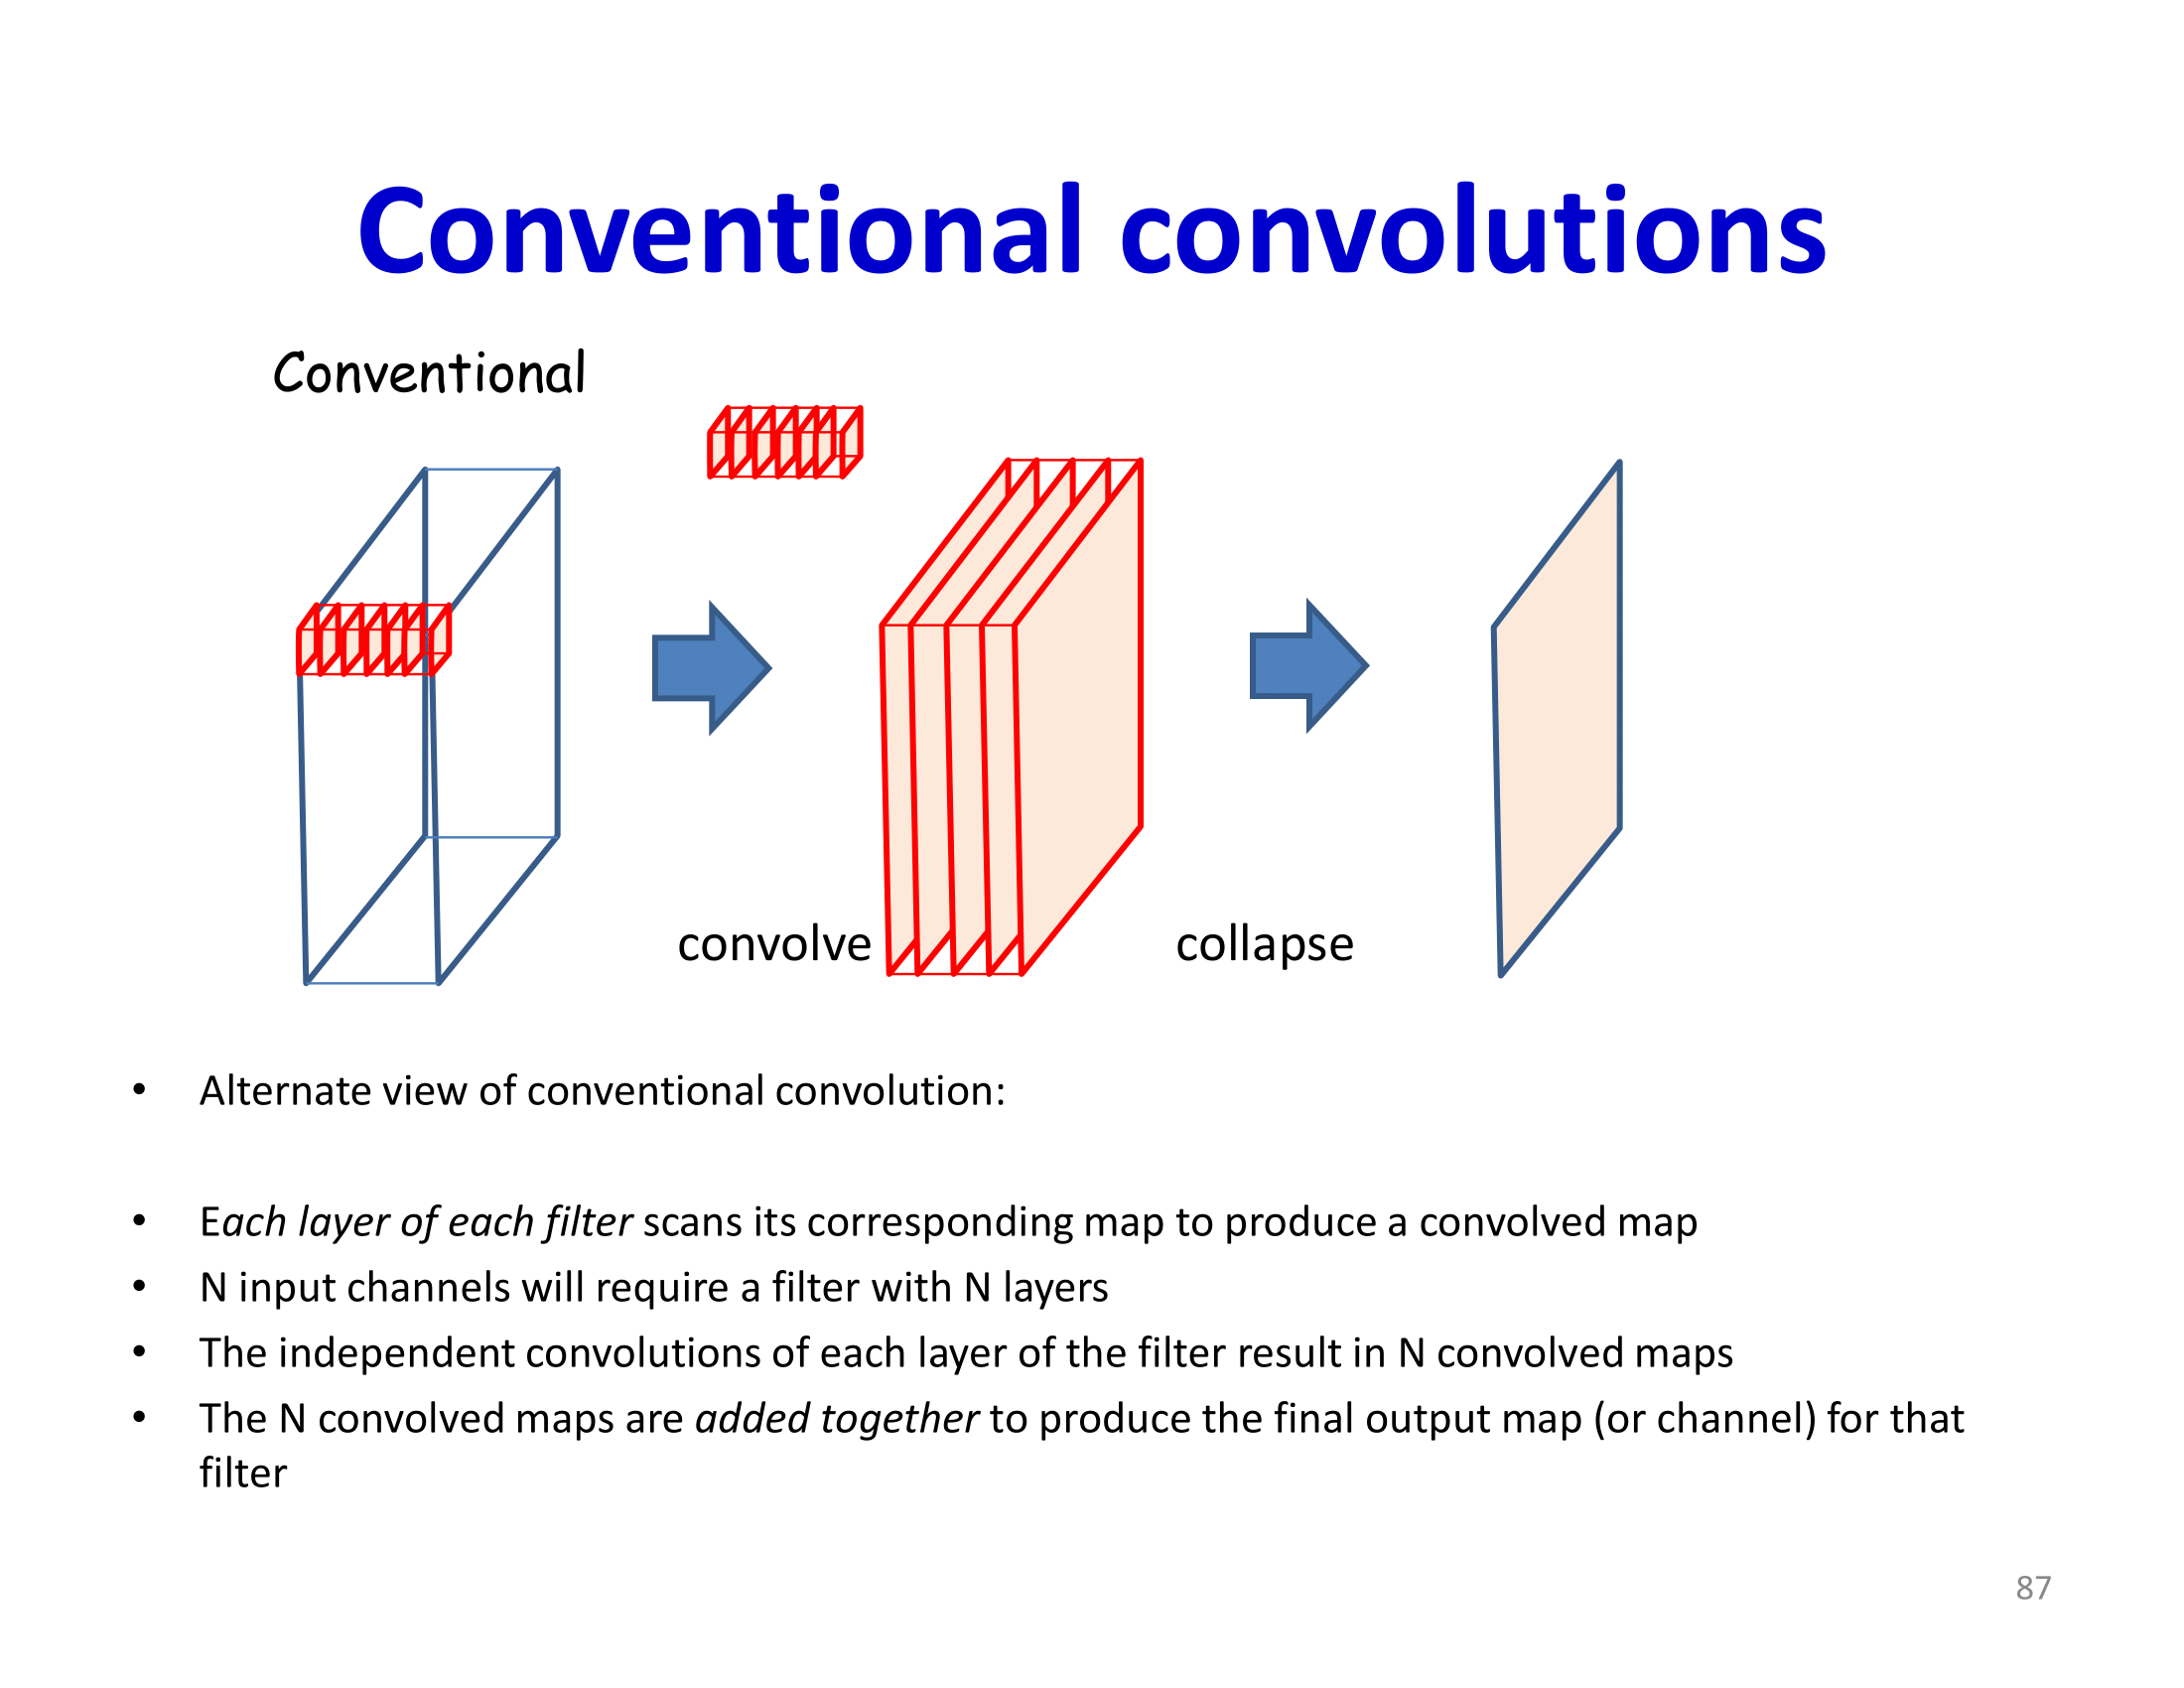 Conventional convolutions
Conventional
convolve
collapse
• Alternate view of conventional convolution:
• Each layer of each filter scans its corresponding map to produce a convolved map
• N input channels will require a filter with N layers
• The independent convolutions of each layer of the filter result in N convolved maps
• The N convolved maps are added together to produce the final output map (or channel) for that
filter
87